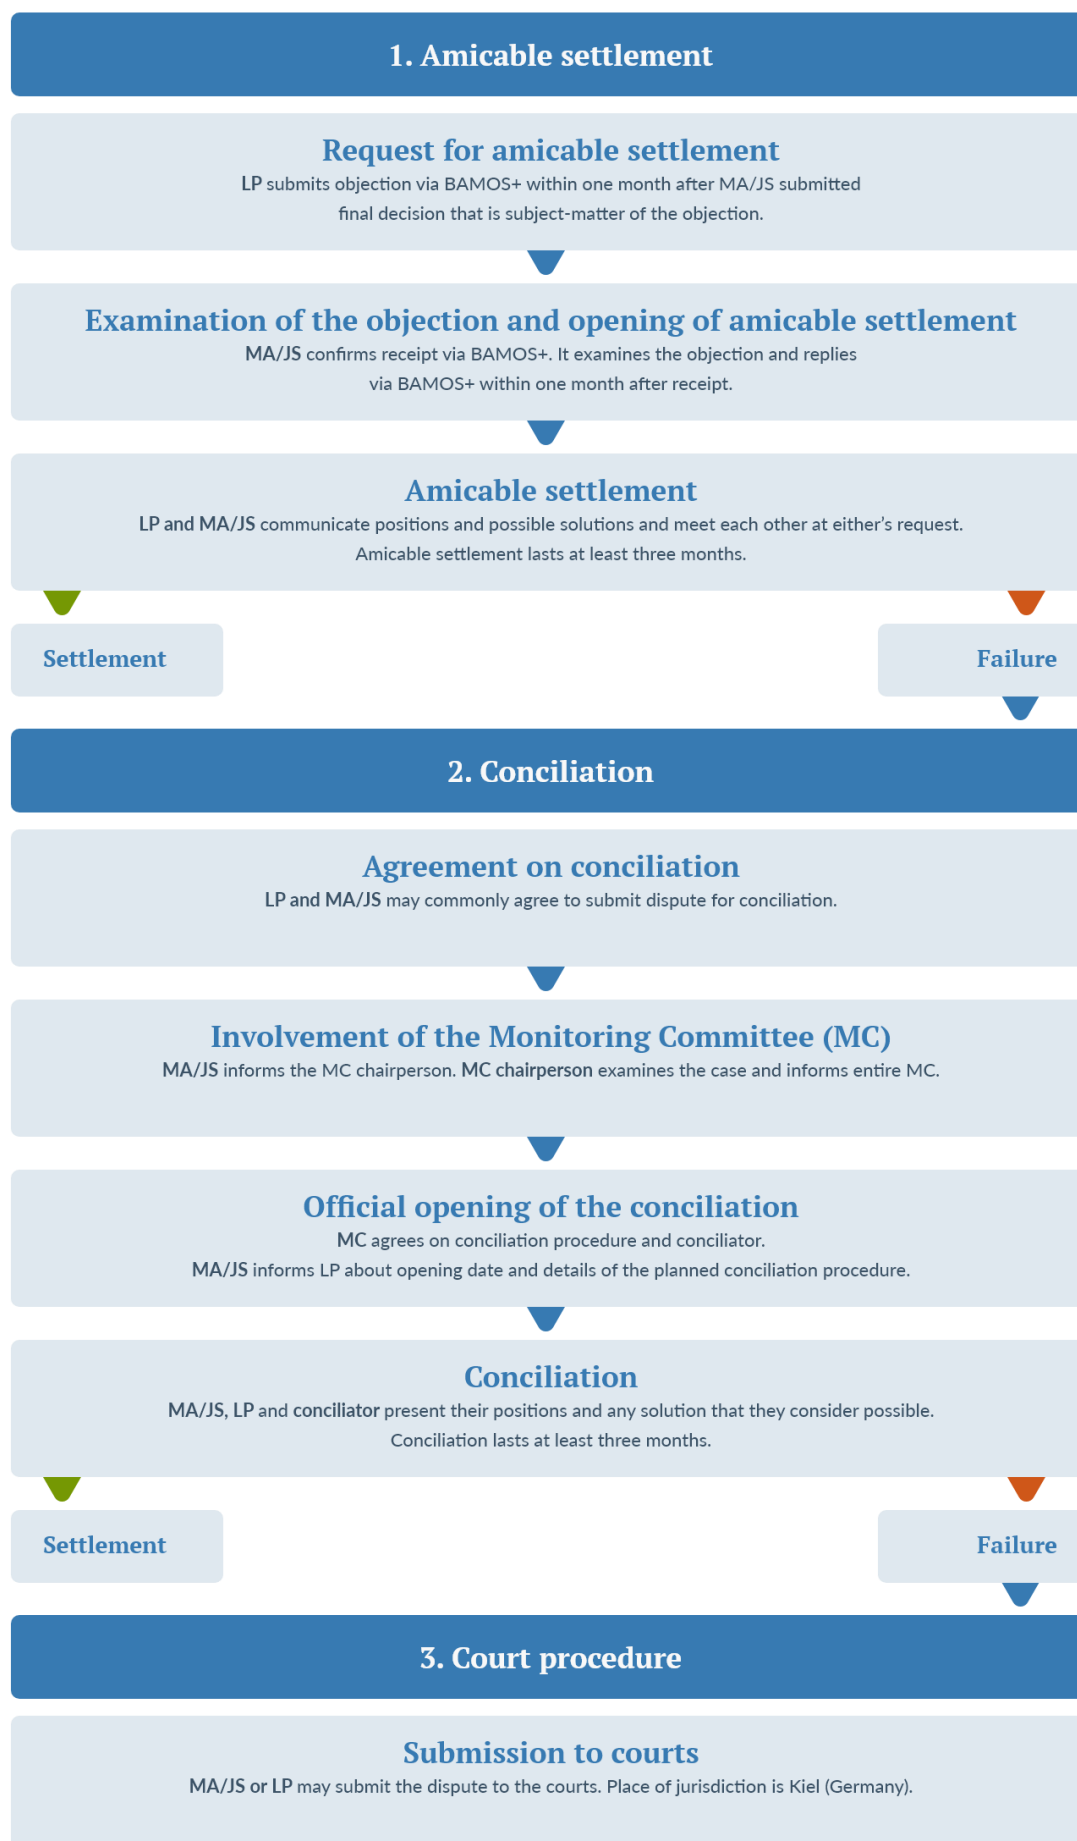 1. Amicable settlement
Request for amicable settlement
LP submits objection via BAMOS+ within one month after MA/JS submitted
final decision that is subject-matter of the objection.
Examination of the objection and opening of amicable settlement
MA/JS confirms receipt via BAMOS+. It examines the objection and replies
via BAMOS+ within one month after receipt.
Amicable settlement
LP and MA/JS communicate positions and possible solutions and meet each other at either’s request.
Amicable settlement lasts at least three months.
Settlement
Failure
2. Conciliation
Agreement on conciliation
LP and MA/JS may commonly agree to submit dispute for conciliation.
Involvement of the Monitoring Committee (MC)
MA/JS informs the MC chairperson. MC chairperson examines the case and informs entire MC.
Official opening of the conciliation
MC agrees on conciliation procedure and conciliator.
MA/JS informs LP about opening date and details of the planned conciliation procedure.
Conciliation
MA/JS, LP and conciliator present their positions and any solution that they consider possible.
Conciliation lasts at least three months.
Settlement
Failure
3. Court procedure
Submission to courts
MA/JS or LP may submit the dispute to the courts. Place of jurisdiction is Kiel (Germany).